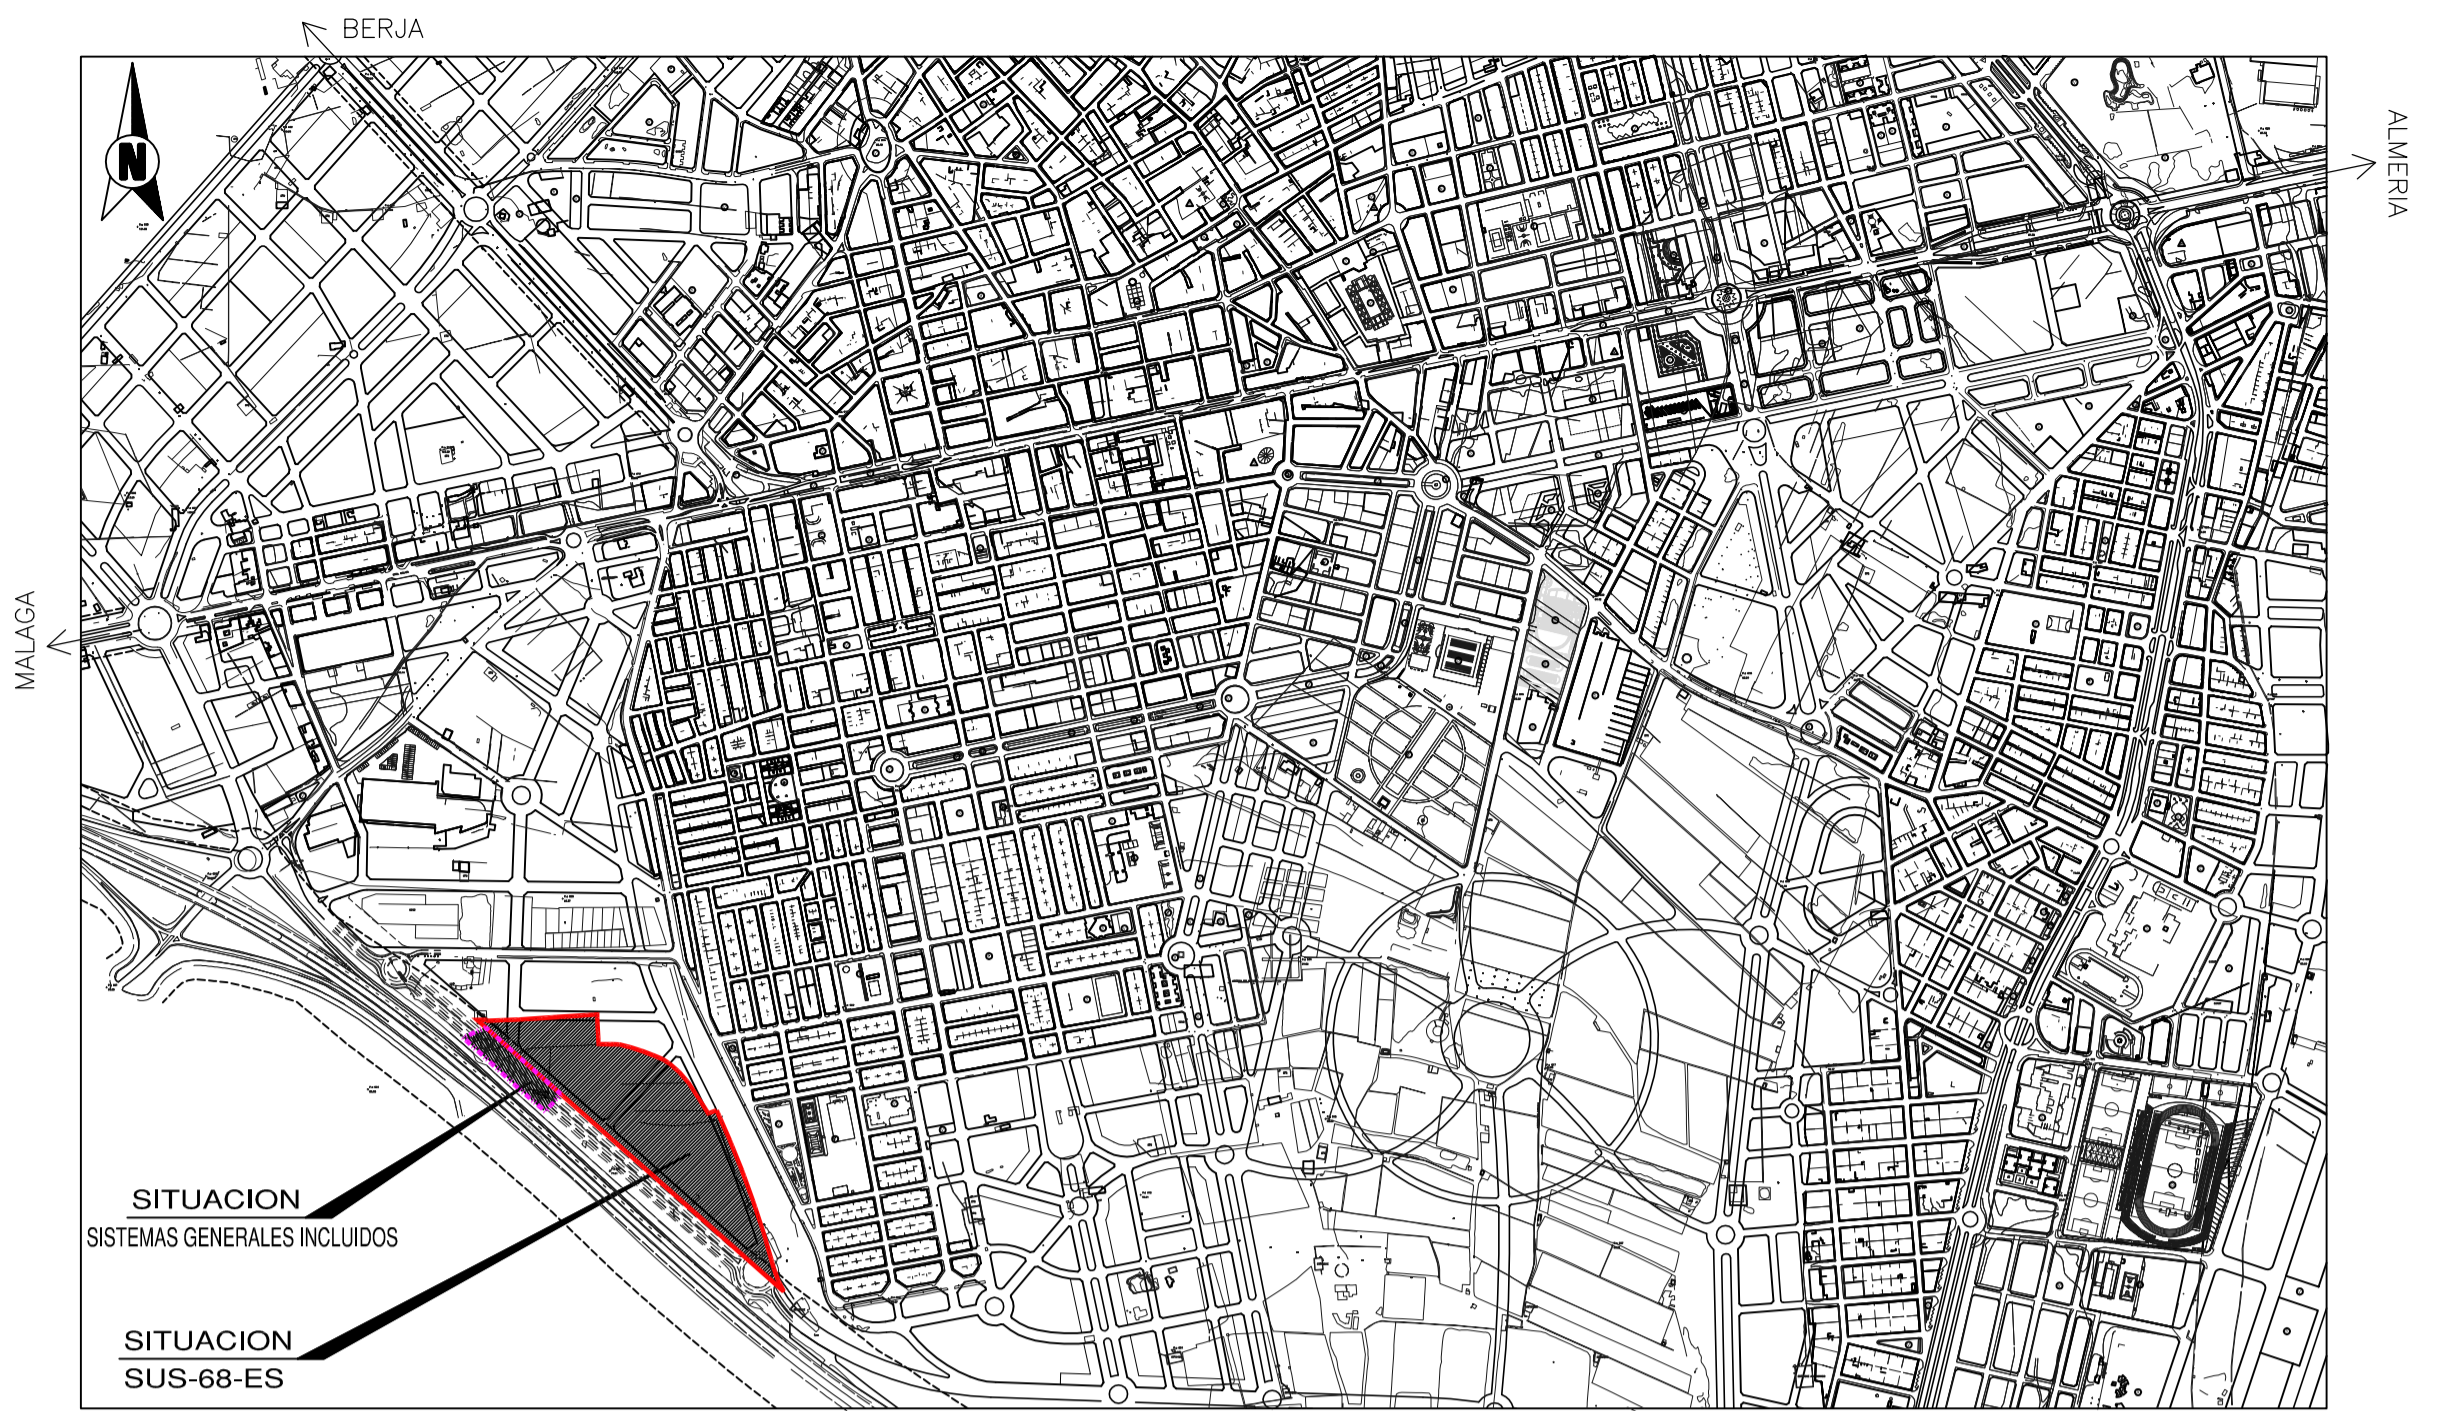 BERJA
N
ALMERIA
MALAGA
SITUACION
SISTEMAS GENERALES INCLUIDOS
SITUACION
SUS-68-ES